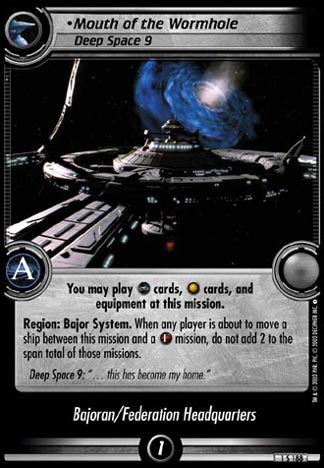 •Mouth of the Wormhole
Deep Space 9
A
You may play cards, cards, and
equipment at this mission.
Region: Bajor System. When any player is about to move a
ship between this mission and a mission, do not add 2 to the
span total of those missions.
Deep Space 9: "... this has become my home."
Bajoran/Federation Headquarters
1
1 S 188